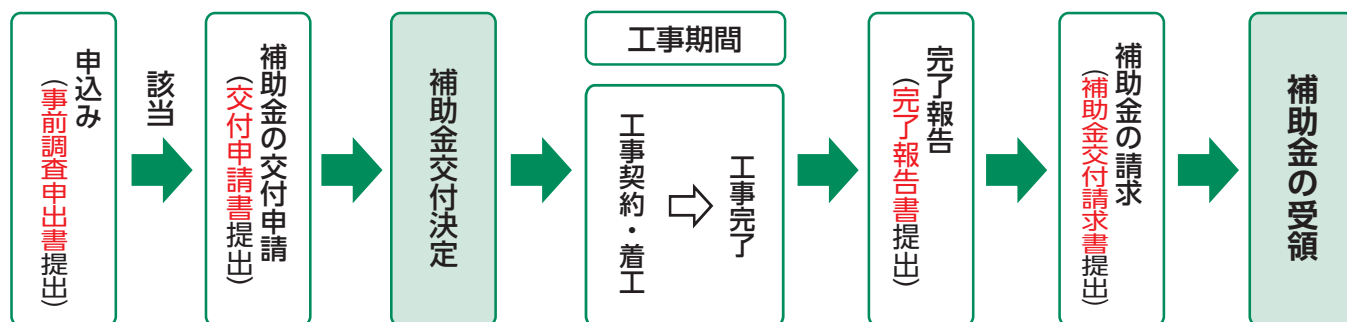 申込み
（事前調査申出書提出）
該当
補助金の交付申請
（交付申請書提出）
補助金交付決定
工事期間
工事契約・着工
工事完了
完了報告
（完了報告書提出）
補助金の請求
（補助金交付請求書提出）
補助金の受領